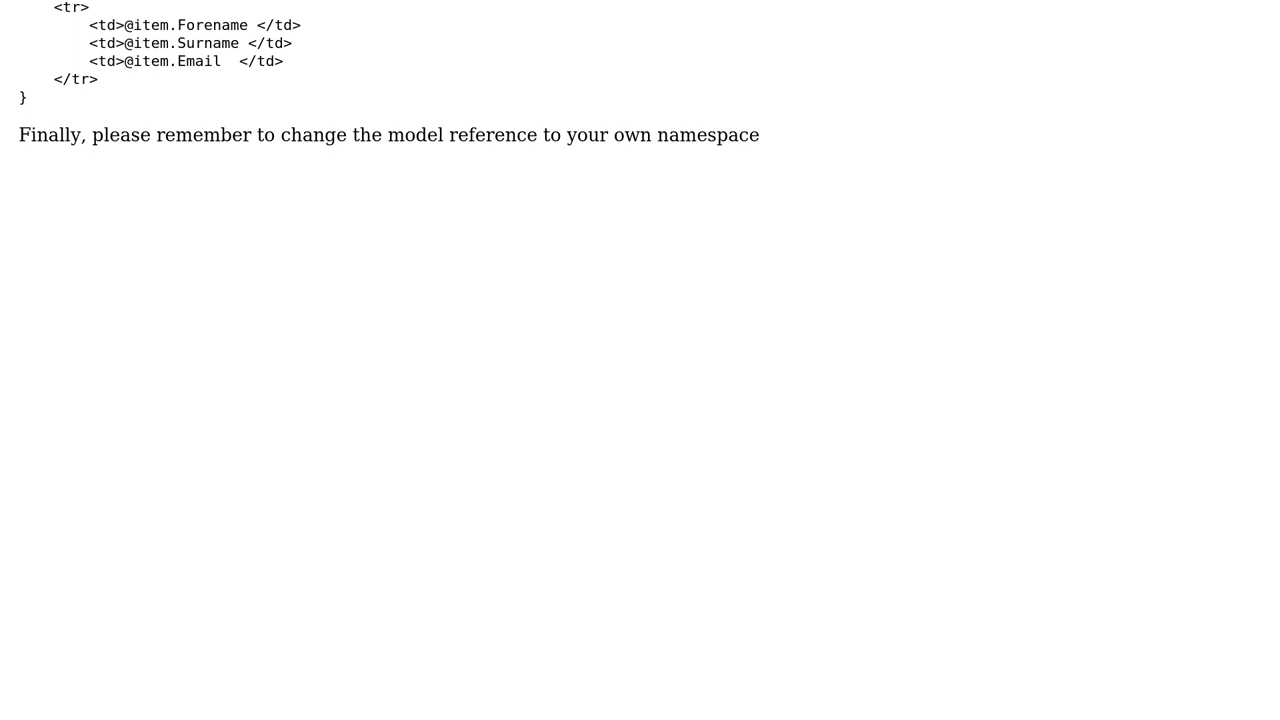 <tr>
        <td>@item.Forename </td>
        <td>@item.Surname </td>
        <td>@item.Email  </td>
    </tr>
}
Finally, please remember to change the model reference to your own namespace